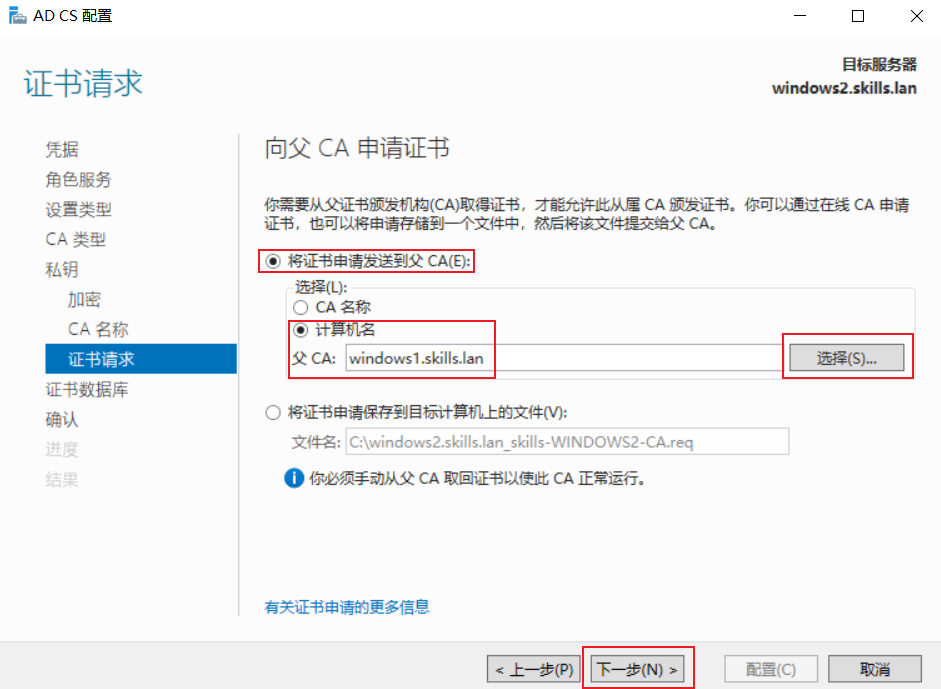 AD CS 配置
证书请求
目标服务器
windows2.skills.lan
凭据
角色服务
设置类型
CA 类型
私钥
加密
CA 名称
证书请求
证书数据库
确认
进度
结果
向父 CA 申请证书
你需要从父证书颁发机构(CA)取得证书，才能允许此从属 CA 颁发证书。你可以通过在线 CA 申请
证书，也可以将申请存储到一个文件中，然后将该文件提交给父 CA。
将证书申请发送到父 CA(E):
选择(L):
CA 名称
计算机名
父 CA: windows1.skills.lan 选择(S)...
将证书申请保存到目标计算机上的文件(V):
文件名: C:\windows2.skills.lan_skills-WINDOWS2-CA.req
你必须手动从父 CA 取回证书以使此 CA 正常运行。
有关证书申请的更多信息
< 上一步(P) 下一步(N) > 配置(C) 取消